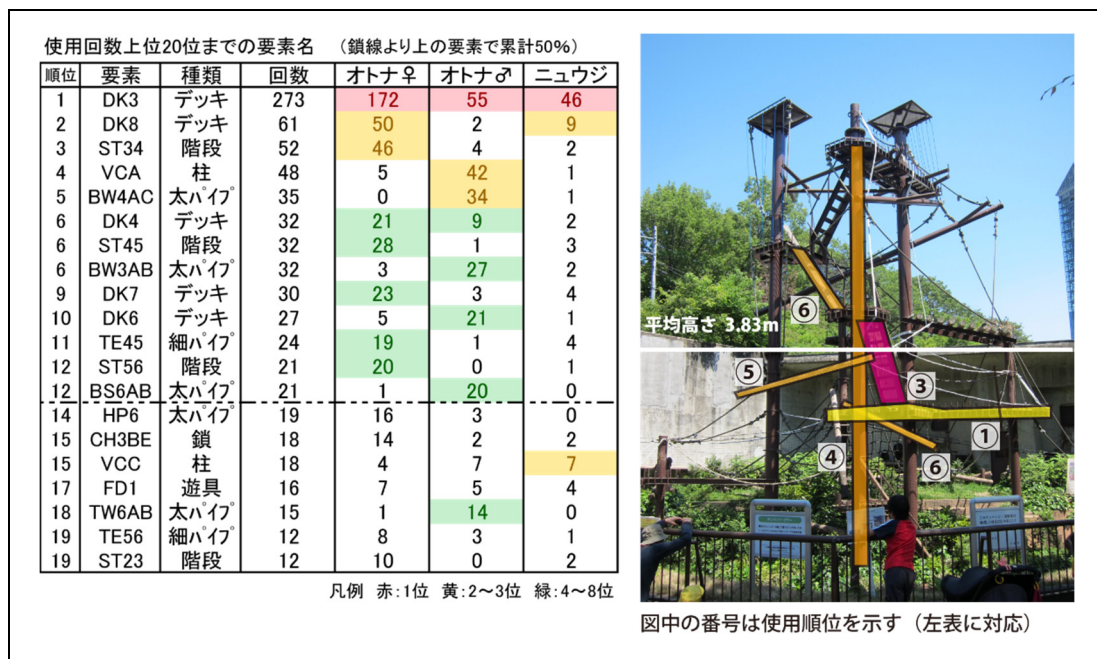 使用回数上位20位までの要素名 （鎖線より上の要素で累計50%）
順位 要素 種類 回数 オトナ♀ オトナ♂ ニュウジ
1 DK3 デッキ 273 172 55 46
2 DK8 デッキ 61 50 2 9
3 ST34 階段 52 46 4 2
4 VCA 柱 48 5 42 1
5 BW4AC 太パイプ 35 0 34 1
6 DK4 デッキ 32 21 9 2
6 ST45 階段 32 28 1 3
6 BW3AB 太パイプ 32 3 27 2
9 DK7 デッキ 30 23 3 4
10 DK6 デッキ 27 5 21 1
11 TE45 細パイプ 24 19 1 4
12 ST56 階段 21 20 0 1
12 BS6AB 太パイプ 21 1 20 0
14 HP6 太パイプ 19 16 3 0
15 CH3BE 鎖 18 14 2 2
15 VCC 柱 18 4 7 7
17 FD1 遊具 16 7 5 4
18 TW6AB 太パイプ 15 1 14 0
19 TE56 細パイプ 12 8 3 1
19 ST23 階段 12 10 0 2
凡例 赤：1位 黄：2～3位 緑：4～8位
⑥
平均高さ 3.83m
⑤
③
①
④
⑥
図中の番号は使用順位を示す（左表に対応）